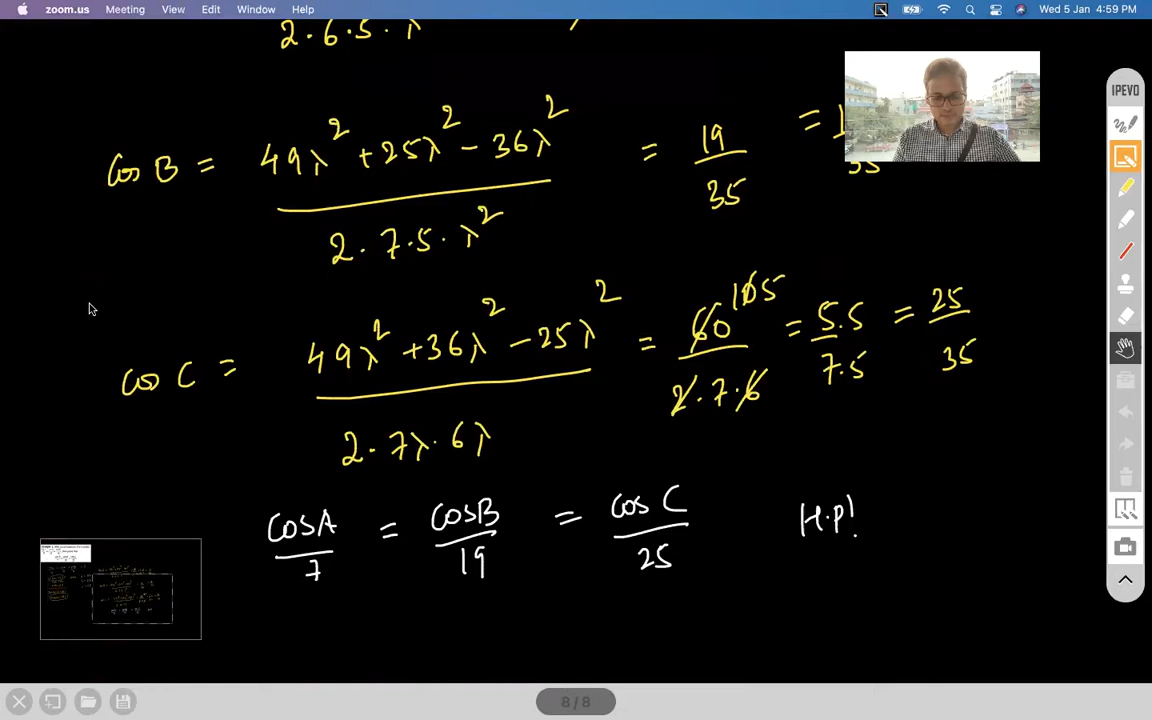 zoom.us Meeting View Edit Window Help Wed 5 Jan 4:59 PM
2·6·5·λ
cos B = (49λ² + 25λ² - 36λ²) / (2·7·5·λ²) = 19/35
IPEVO
cos C = (49λ² + 36λ² - 25λ²) / (2·7λ·6λ) = 60 105 / 2·7·6 = 5.5/7.5 = 25/35
cosA/7 = cosB/19 = cos C/25 H.P!
8 / 8